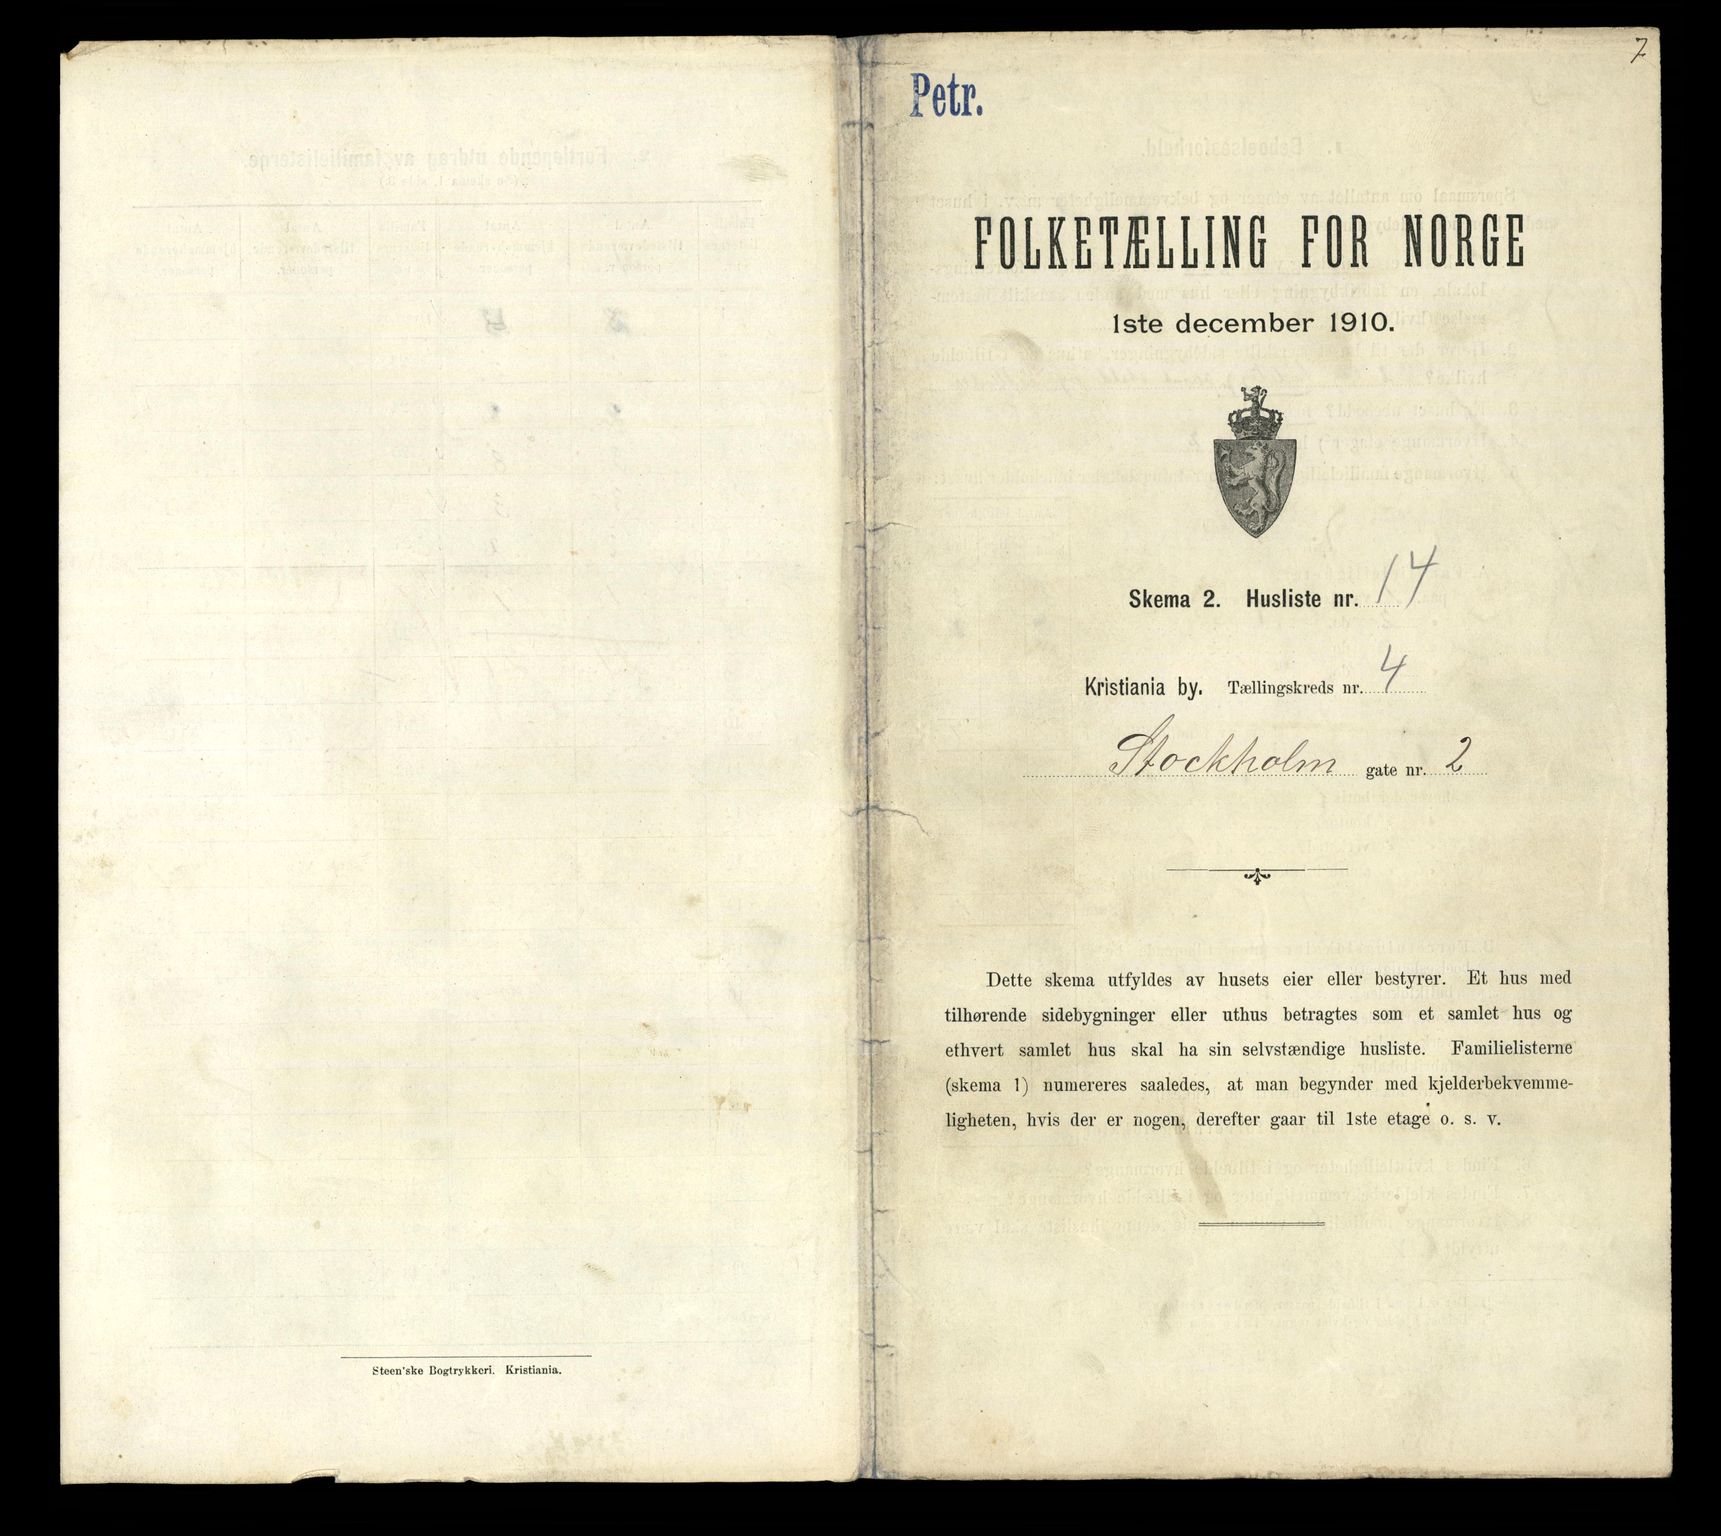 Steen'ske Bogtrykkeri. Kristiania.
7
Petr.
FOLKETÆLLING FOR NORGE
1ste december 1910.
Skema 2. Husliste nr. 14
Kristiania by. Tællingskreds nr. 4
Stockholm gate nr. 2
Dette skema utfyldes av husets eier eller bestyrer. Et hus med
tilhørende sidebygninger eller uthus betragtes som et samlet hus og
ethvert samlet hus skal ha sin selvstændige husliste. Familielisterne
(skema 1) numereres saaledes, at man begynder med kjelderbekvemme-
ligheten, hvis der er nogen, derefter gaar til 1ste etage o. s. v.